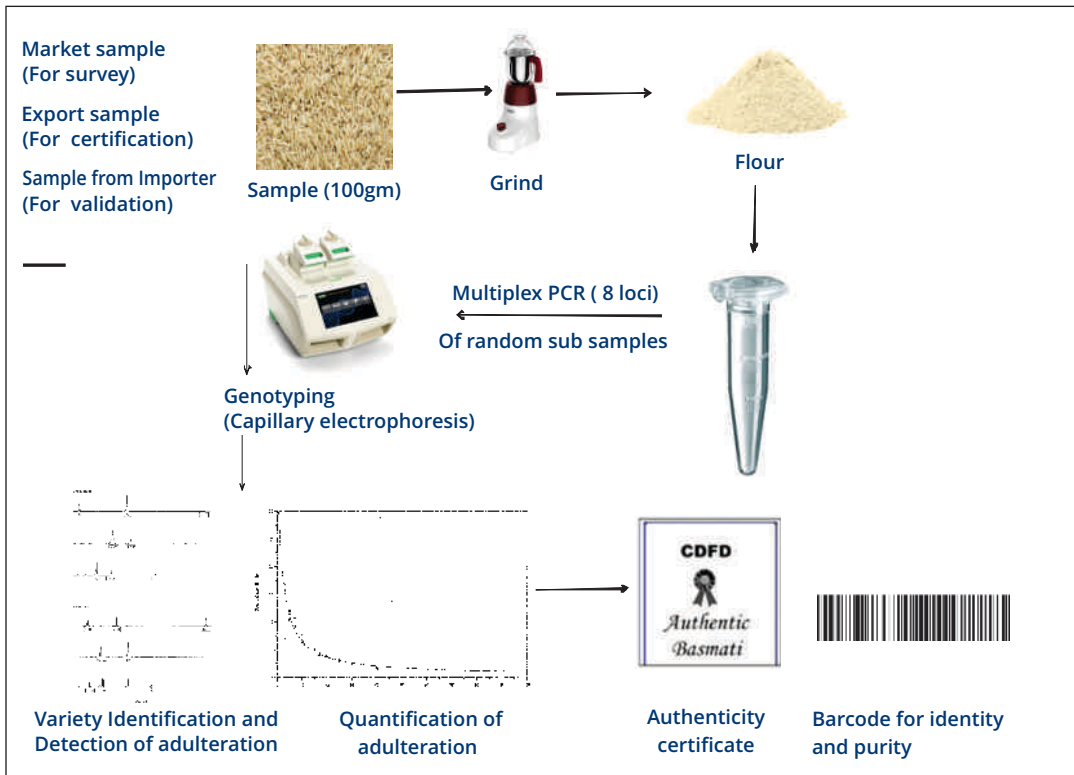 Market sample
(For survey)
Export sample
(For certification)
Sample from Importer
(For validation)
Sample (100gm)
Grind
Flour
Multiplex PCR ( 8 loci)
Of random sub samples
Genotyping
(Capillary electrophoresis)
CDFD
Authentic
Basmati
Variety Identification and
Detection of adulteration
Quantification of
adulteration
Authenticity
certificate
Barcode for identity
and purity